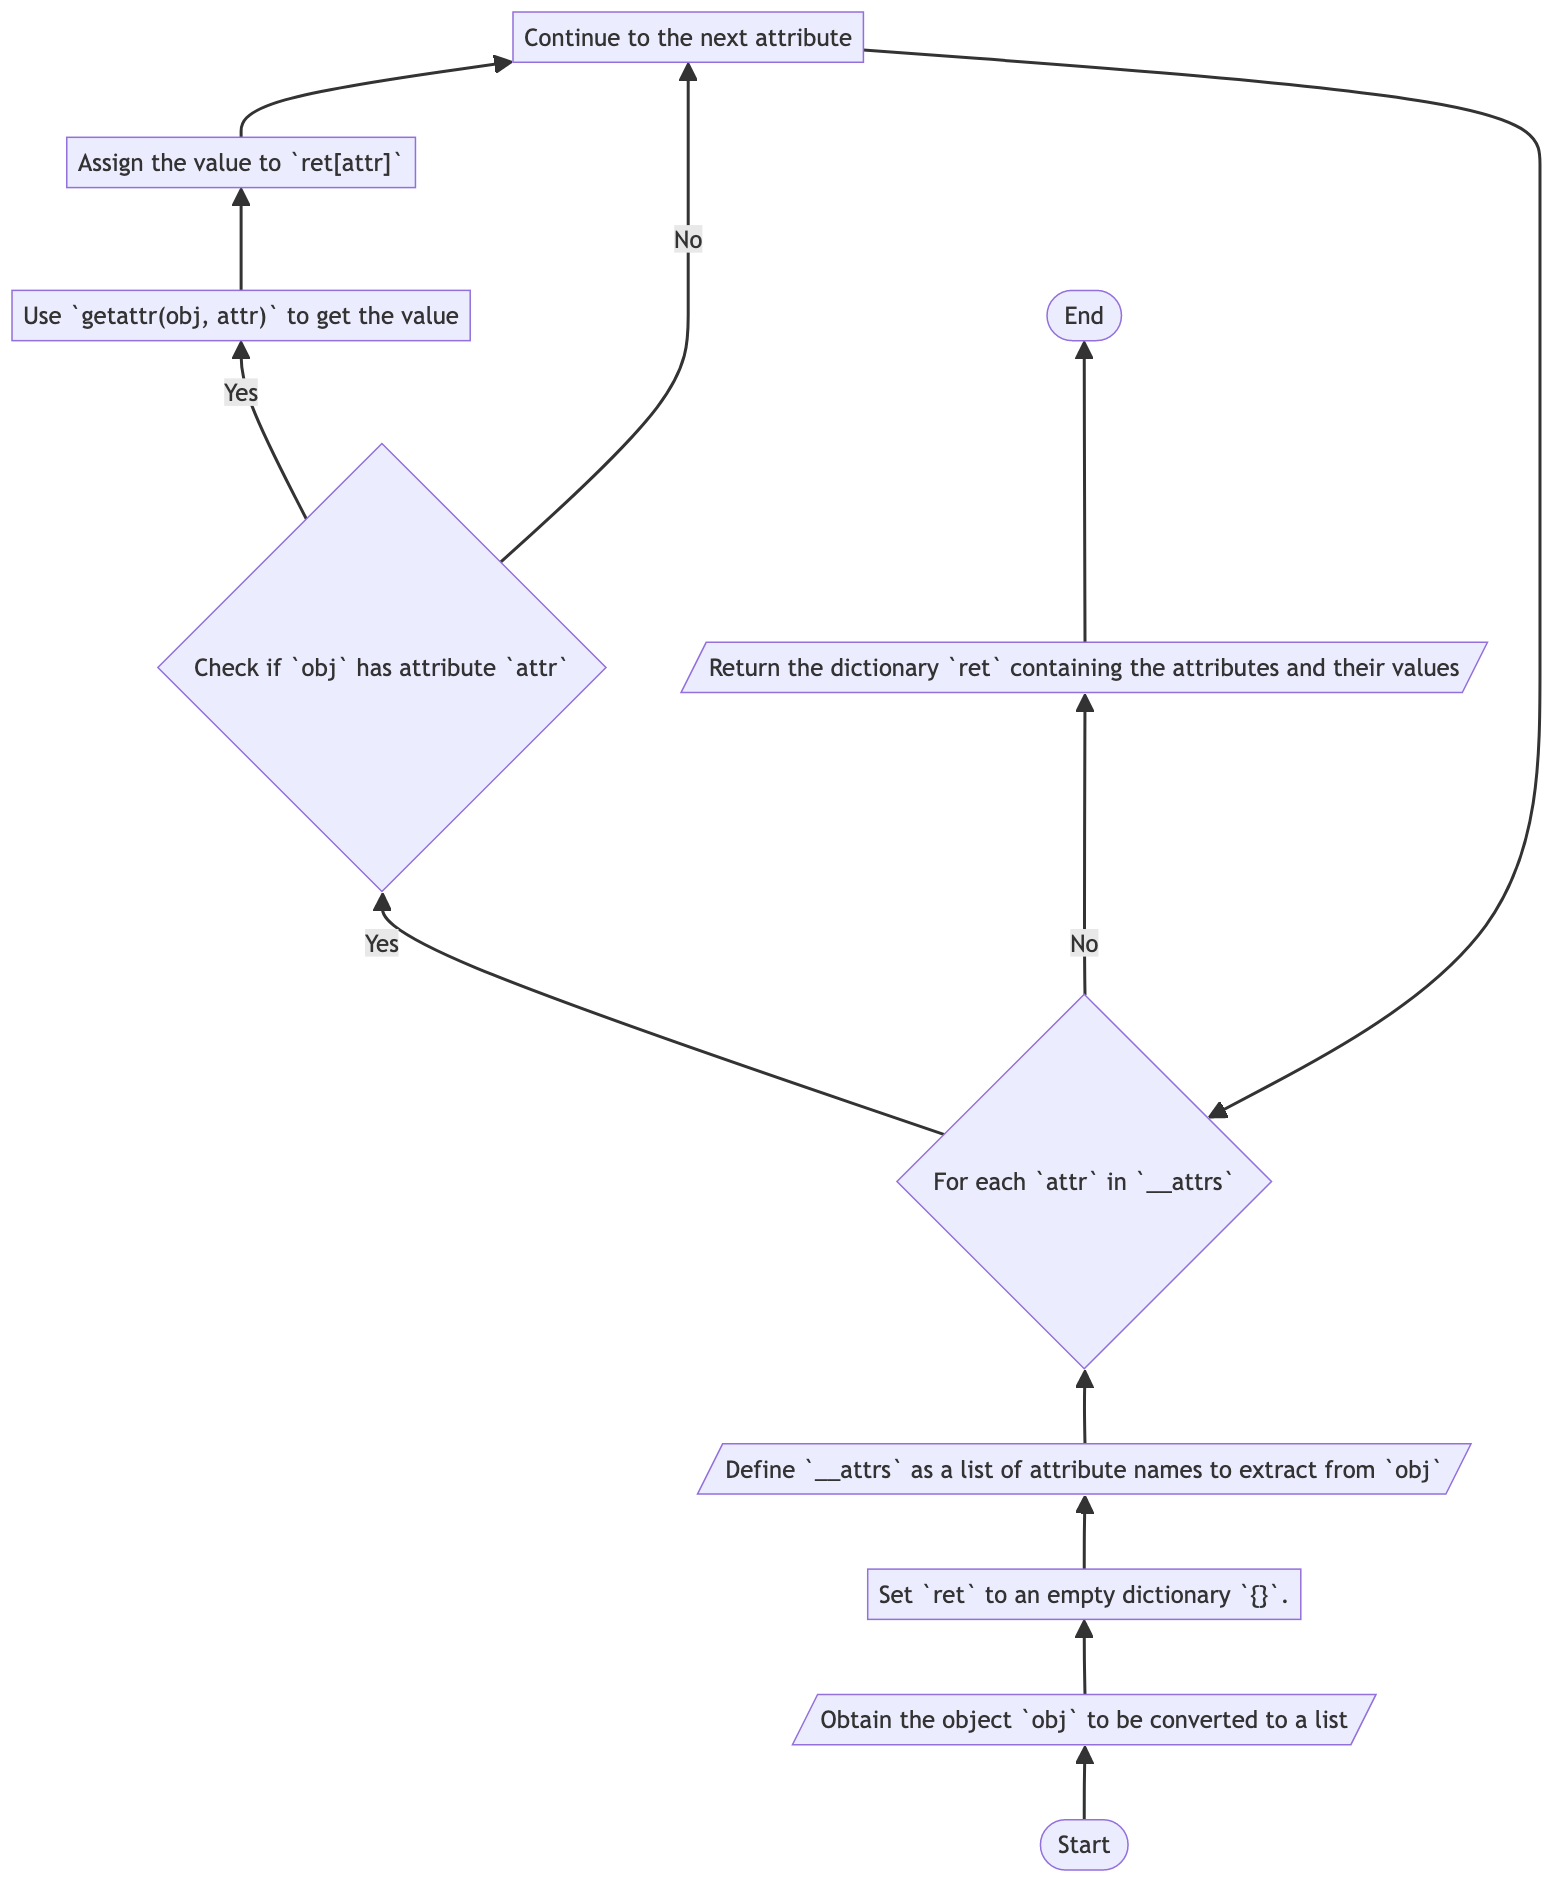 Continue to the next attribute
Assign the value to `ret[attr]`
No
Use `getattr(obj, attr)` to get the value
End
Yes
Check if `obj` has attribute `attr`
Return the dictionary `ret` containing the attributes and their values
Yes
No
For each `attr` in `__attrs`
Define `__attrs` as a list of attribute names to extract from `obj`
Set `ret` to an empty dictionary `{}`.
Obtain the object `obj` to be converted to a list
Start